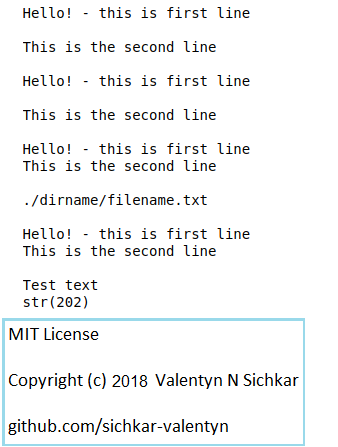 Hello! - this is first line
This is the second line
Hello! - this is first line
This is the second line
Hello! - this is first line
This is the second line
./dirname/filename.txt
Hello! - this is first line
This is the second line
Test text
str(202)
MIT License
Copyright (c) 2018 Valentyn N Sichkar
github.com/sichkar-valentyn